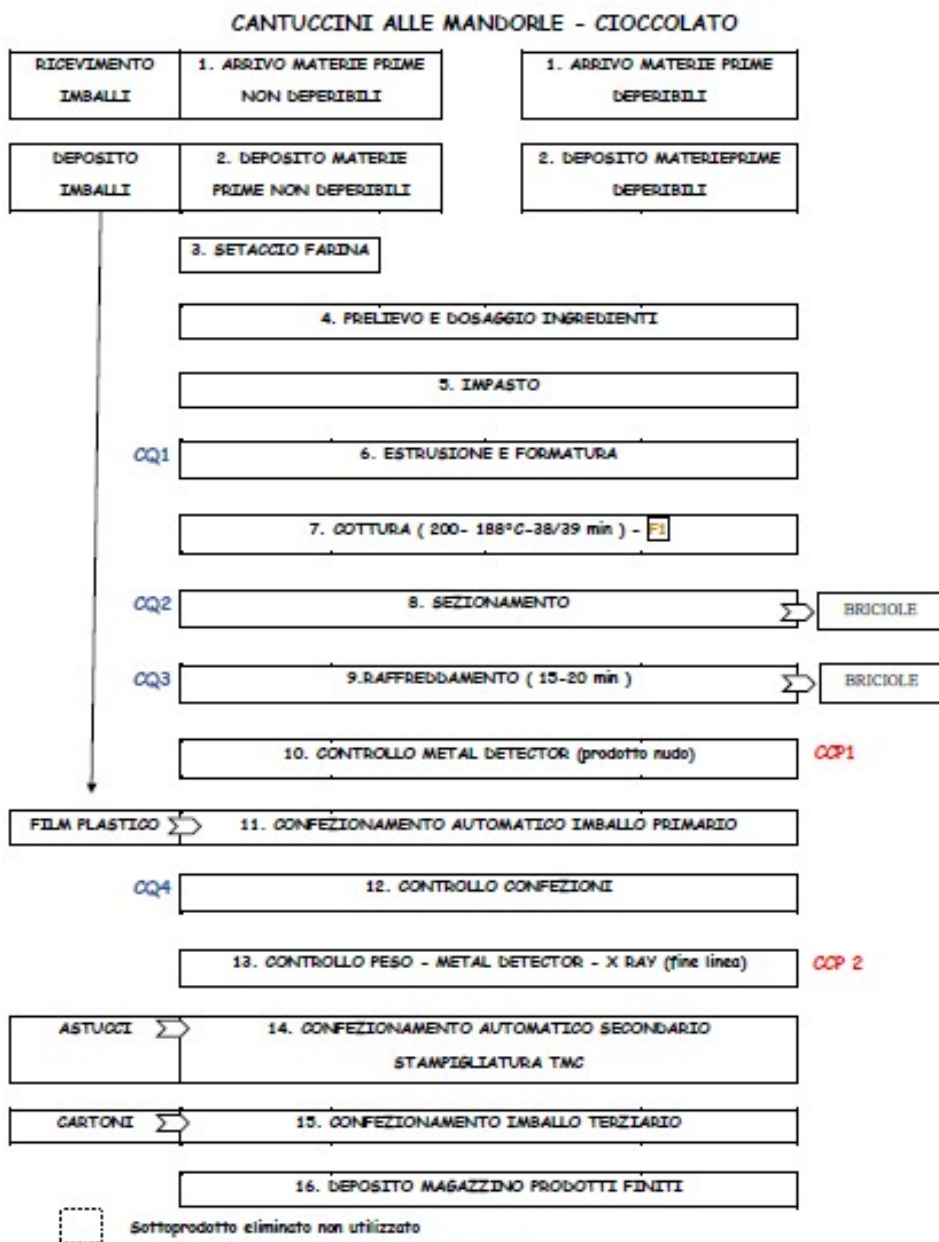 CANTUCCINI ALLE MANDORLE - CIOCCOLATO
RICEVIMENTO
IMBALLI
1. ARRIVO MATERIE PRIME
NON DEPERIBILI
1. ARRIVO MATERIE PRIME
DEPERIBILI
DEPOSITO
IMBALLI
2. DEPOSITO MATERIE
PRIME NON DEPERIBILI
2. DEPOSITO MATERIEPRIME
DEPERIBILI
3. SETACCIO FARINA
4. PRELIEVO E DOSAGGIO INGREDIENTI
5. IMPASTO
CQ1
6. ESTRUSIONE E FORMATURA
7. COTTURA ( 200- 188°C-38/39 min ) - F1
CQ2
8. SEZIONAMENTO
BRICIOLE
CQ3
9.RAFFREDDAMENTO ( 15-20 min )
BRICIOLE
10. CONTROLLO METAL DETECTOR (prodotto nudo)
CCP1
FILM PLASTICO
11. CONFEZIONAMENTO AUTOMATICO IMBALLO PRIMARIO
CQ4
12. CONTROLLO CONFEZIONI
13. CONTROLLO PESO - METAL DETECTOR - X RAY (fine linea)
CCP 2
ASTUCCI
14. CONFEZIONAMENTO AUTOMATICO SECONDARIO
STAMPIGLIATURA TMC
CARTONI
15. CONFEZIONAMENTO IMBALLO TERZIARIO
16. DEPOSITO MAGAZZINO PRODOTTI FINITI
Sottoprodotto eliminato non utilizzato